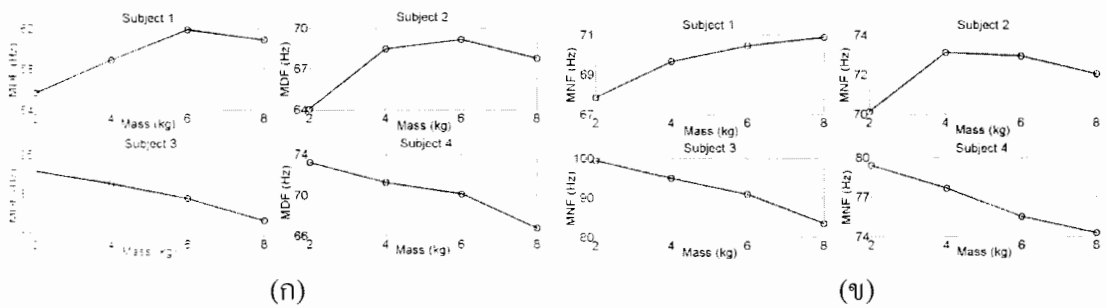 Subject 1
MDF (Hz)
4
6
8
Mass (kg)
Subject 2
70
67
64
MDF (Hz)
2
4
6
8
Mass (kg)
Subject 3
4
6
8
Mass (kg)
Subject 4
74
70
66
MDF (Hz)
2
4
6
8
Mass (kg)
(ก)
Subject 1
71
69
67
MNF (Hz)
2
4
6
8
Mass (kg)
Subject 2
74
72
70
MNF (Hz)
2
4
6
8
Mass (kg)
Subject 3
100
90
80
MNF (Hz)
2
4
6
8
Mass (kg)
Subject 4
80
77
74
MNF (Hz)
2
4
6
8
Mass (kg)
(ข)